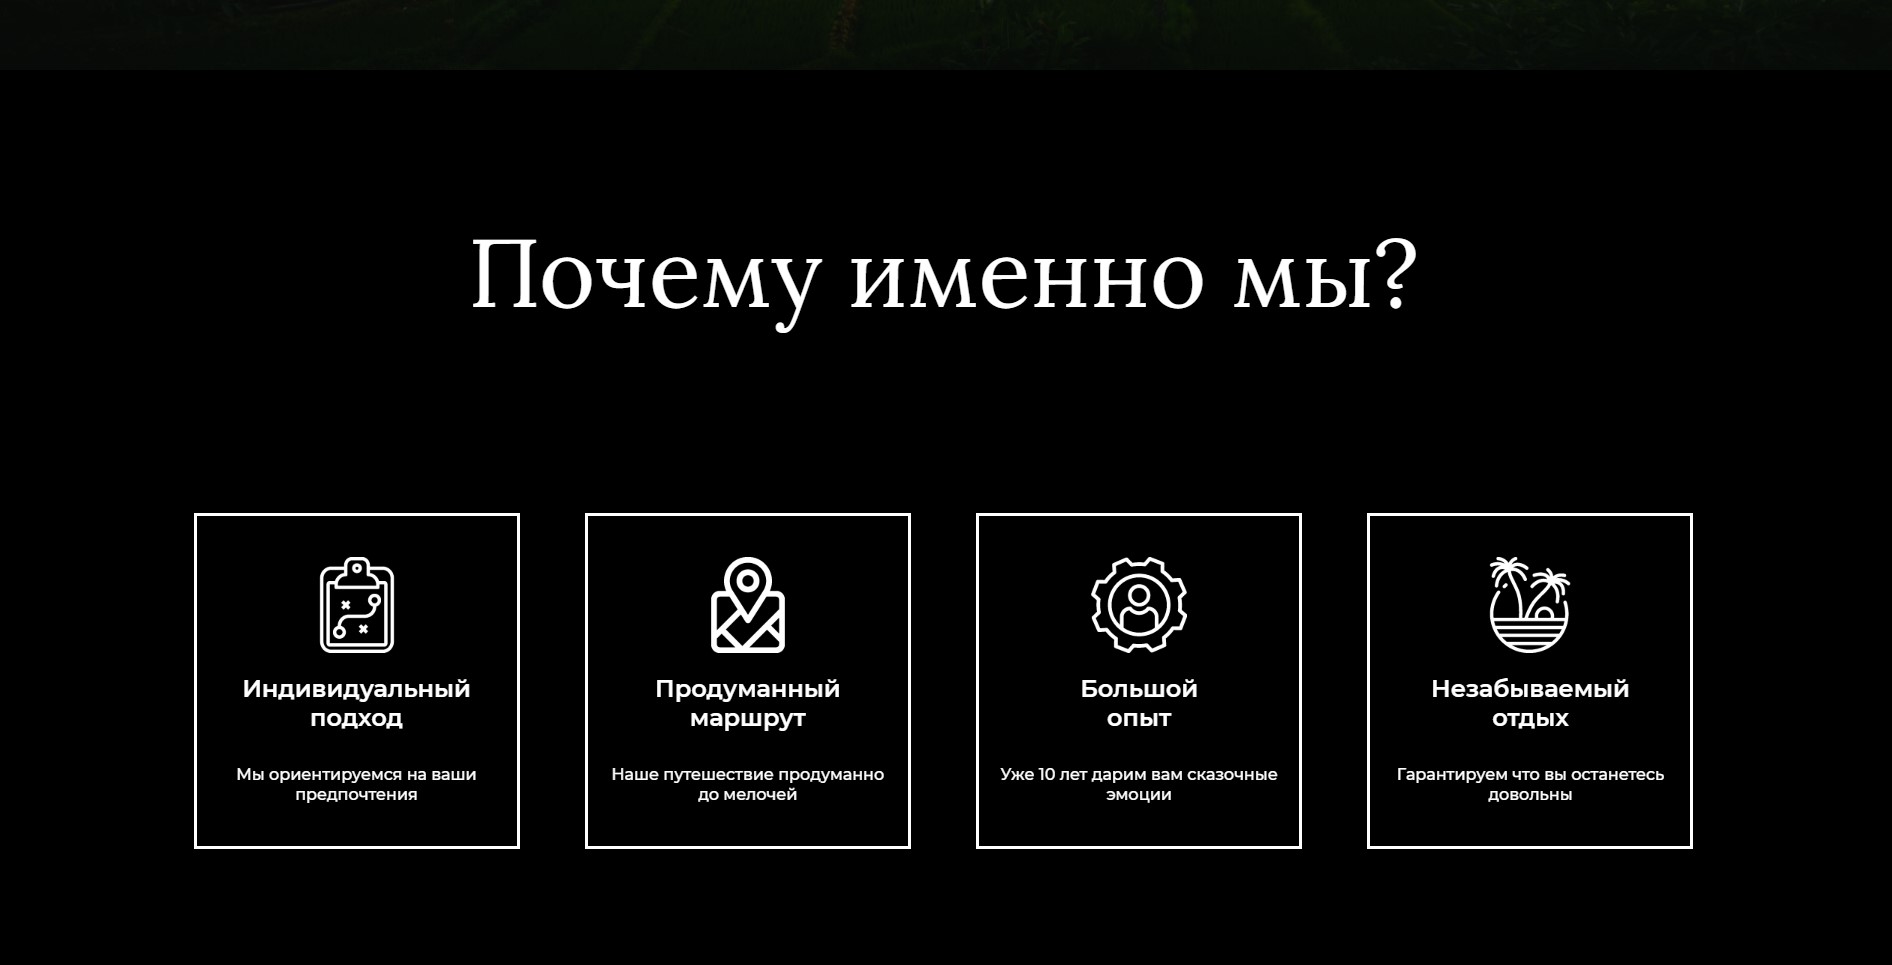 Почему именно мы?
Индивидуальный
подход
Мы ориентируемся на ваши
предпочтения
Продуманный
маршрут
Наше путешествие продуманно
до мелочей
Большой
опыт
Уже 10 лет дарим вам сказочные
эмоции
Незабываемый
отдых
Гарантируем что вы останетесь
довольны